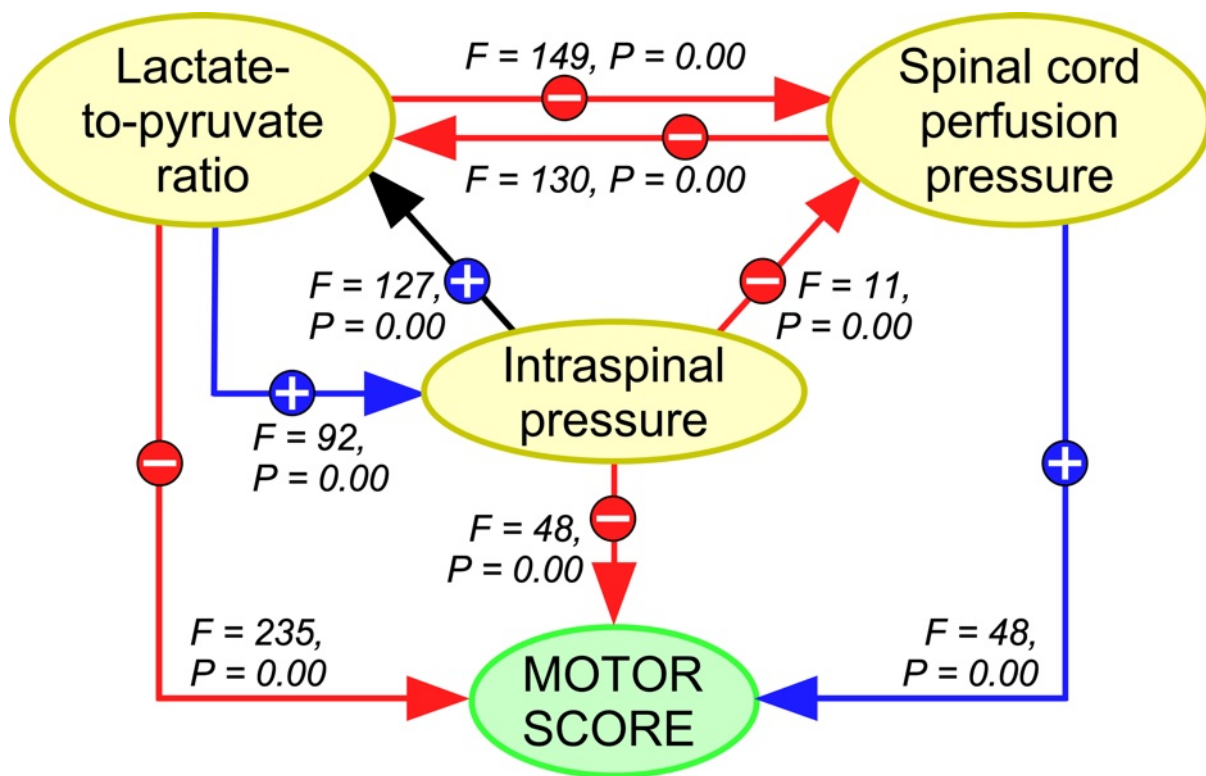 Lactate-
to-pyruvate
ratio
F = 149, P = 0.00
Spinal cord
perfusion
pressure
F = 130, P = 0.00
F = 127,
P = 0.00
F = 11,
P = 0.00
Intraspinal
pressure
F = 92,
P = 0.00
F = 48,
P = 0.00
F = 235,
P = 0.00
F = 48,
P = 0.00
MOTOR
SCORE